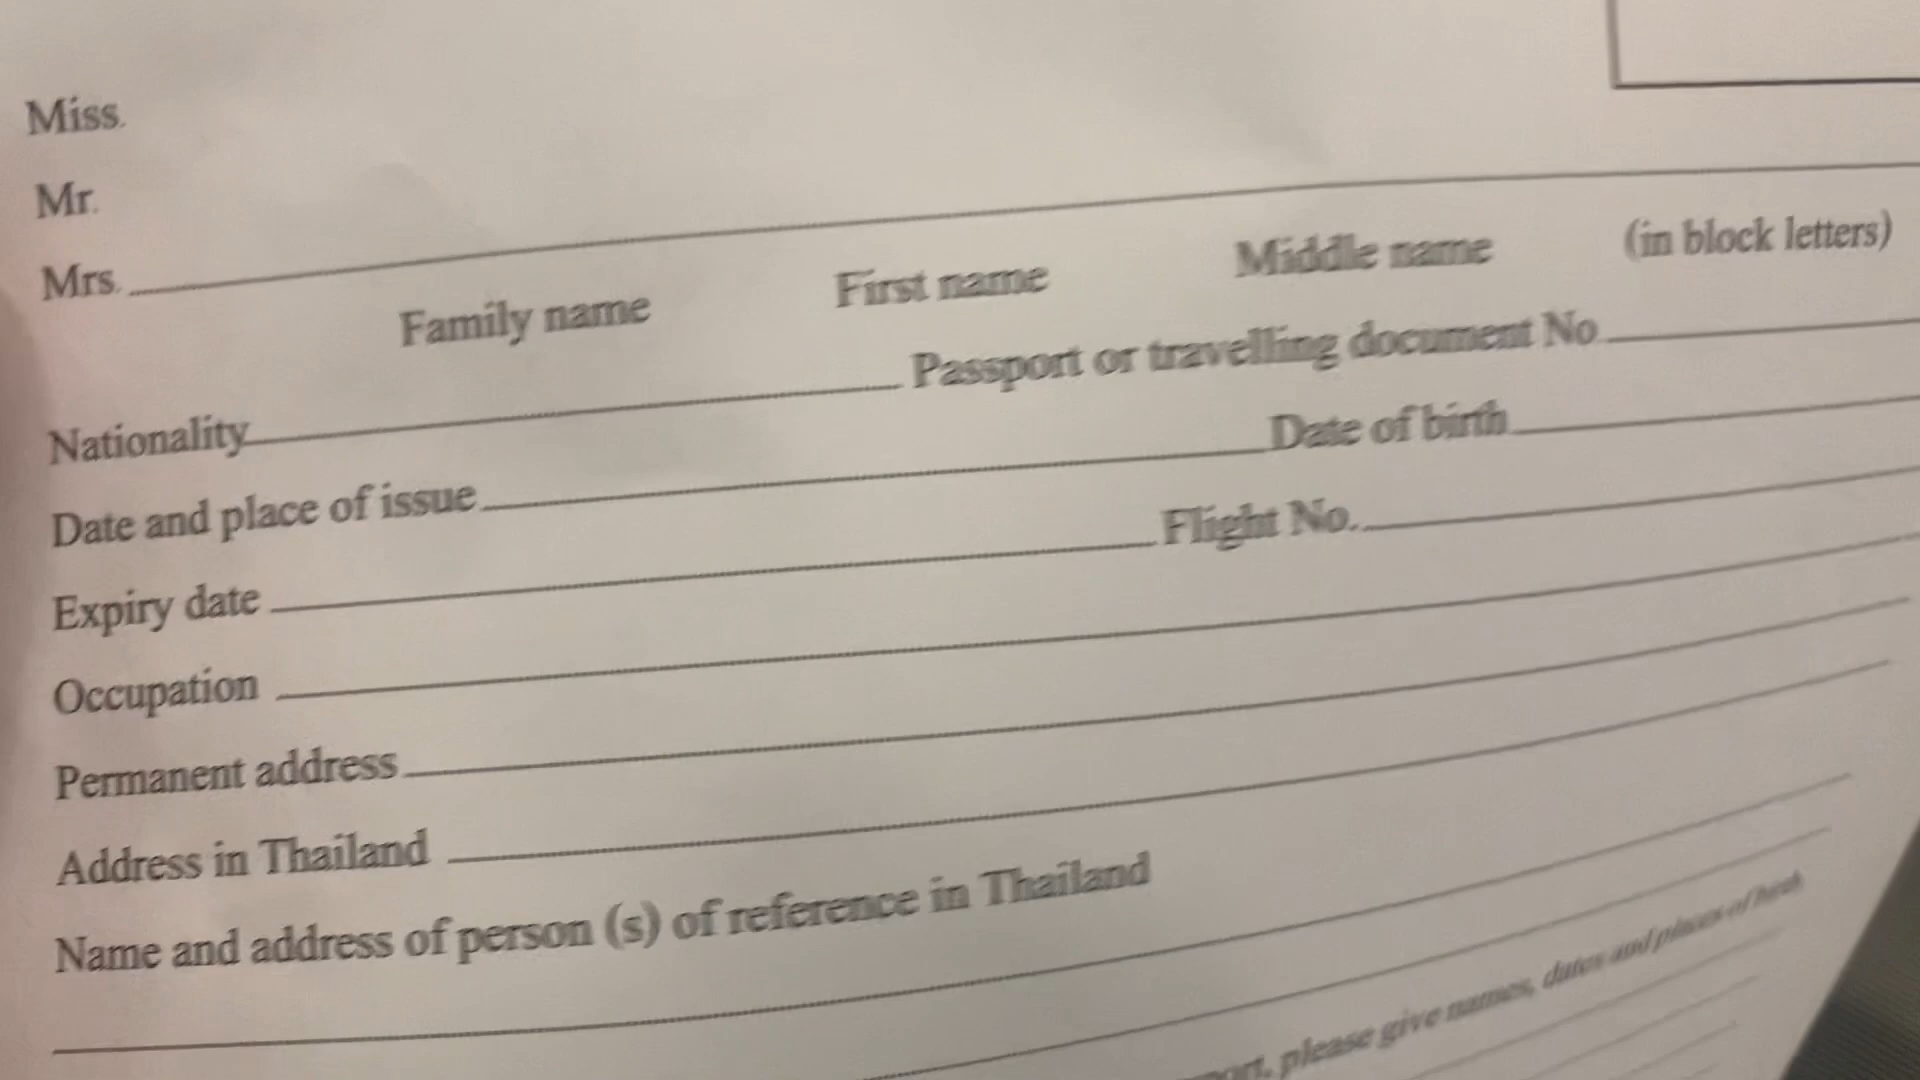 Miss.
Mr.
Mrs.
Family name First name Middle name (in block letters)
Nationality Passport or travelling document No
Date and place of issue Date of birth
Expiry date Flight No.
Occupation
Permanent address
Address in Thailand
Name and address of person (s) of reference in Thailand
please give names, dates and places of birth